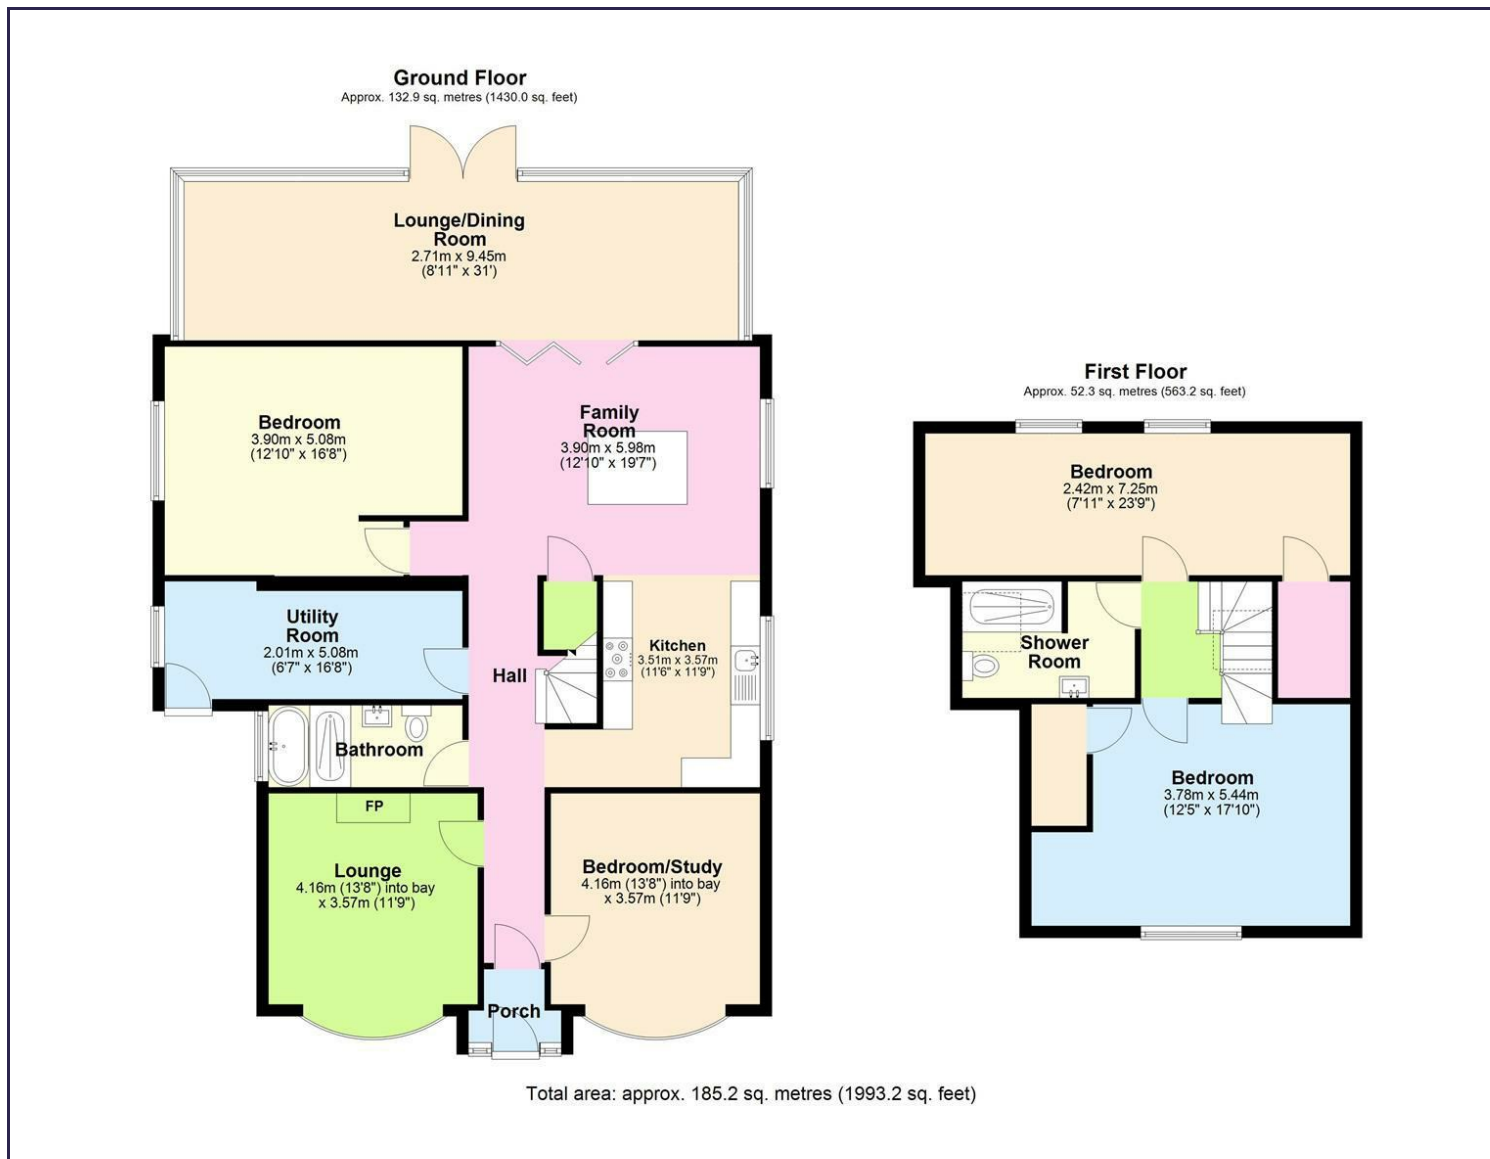 Ground Floor
Approx. 132.9 sq. metres (1430.0 sq. feet)
Lounge/Dining
Room
2.71m x 9.45m
(8'11" x 31')
Bedroom
3.90m x 5.08m
(12'10" x 16'8")
Family
Room
3.90m x 5.98m
(12'10" x 19'7")
Utility
Room
2.01m x 5.08m
(6'7" x 16'8")
Hall
Kitchen
3.51m x 3.57m
(11'6" x 11'9")
Bathroom
FP
Lounge
4.16m (13'8") into bay
x 3.57m (11'9")
Bedroom/Study
4.16m (13'8") into bay
x 3.57m (11'9")
Porch
First Floor
Approx. 52.3 sq. metres (563.2 sq. feet)
Bedroom
2.42m x 7.25m
(7'11" x 23'9")
Shower
Room
Bedroom
3.78m x 5.44m
(12'5" x 17'10")
Total area: approx. 185.2 sq. metres (1993.2 sq. feet)